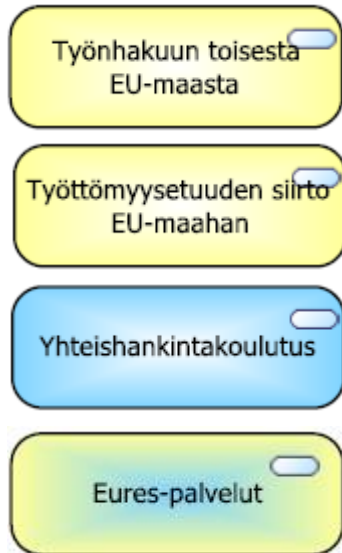 Työnhakuun toisesta
EU-maasta
Työttömyysetuuden siirto
EU-maahan
Yhteishankintakoulutus
Eures-palvelut